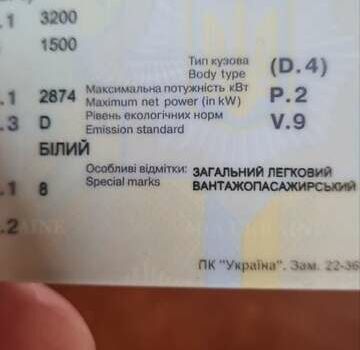 .1 3200
.3 1500
Тип кузова (D.4)
Body type
.1 2874 Максимальна потужність кВт P.2
Maximum net power (in kW)
.3 D Рівень екологічних норм V.9
Emission standard
БІЛИЙ
Особливі відмітки: ЗАГАЛЬНИЙ ЛЕГКОВИЙ
.1 8 Special marks ВАНТАЖОПАСАЖИРСЬКИЙ
.2
ПК "Україна". Зам. 22-36